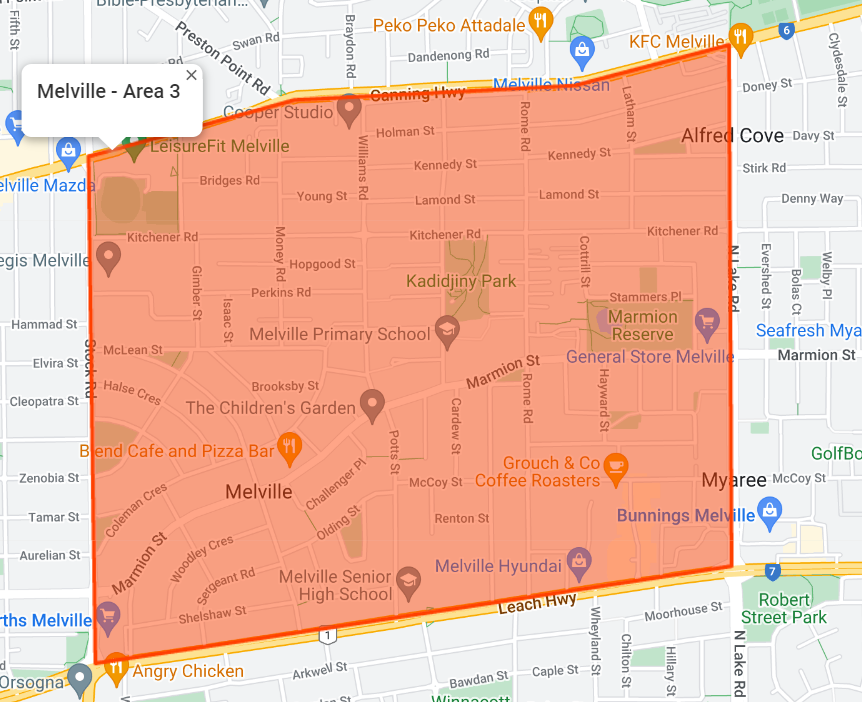 Bible-Presbyterian...
Fifth St
Preston Point Rd
Swan Rd
Braydon Rd
Peko Peko Attadale
Dandenong Rd
KFC Melville
6
Clydesdale St
Melville - Area 3
×
Melville Nissan
Canning Hwy
Doney St
Cooper Studio
Holman St
Rome Rd
Latham St
Alfred Cove
Davy St
LeisureFit Melville
Williams Rd
Kennedy St
Kennedy St
Stirk Rd
elville Mazda
Bridges Rd
Young St
Lamond St
Lamond St
Denny Way
Kitchener Rd
Kitchener Rd
Kitchener Rd
Money Rd
Cottrill St
N Lake Rd
Evershed St
Bolas Ct
Welby Pl
egis Melville
Hopgood St
Gimber St
Perkins Rd
Kadidjiny Park
Stammers Pl
Isaac St
Marmion
Reserve
Hammad St
Melville Primary School
Seafresh Mya
Stock Rd
McLean St
General Store Melville
Marmion St
Elvira St
Marmion St
Halse Cres
Brooksby St
Rome Rd
Hayward St
Cleopatra St
The Children's Garden
Cardew St
Potts St
Blend Cafe and Pizza Bar
GolfBo
Grouch & Co
Coffee Roasters
Zenobia St
Challenger Pl
McCoy St
Myaree
McCoy St
Melville
Coleman Cres
Tamar St
Olding St
Renton St
Bunnings Melville
Aurelian St
Marmion St
Woodley Cres
Sergeant Rd
Melville Senior
High School
Melville Hyundai
7
Leach Hwy
Robert
Street Park
rths Melville
Shelshaw St
1
Wheyland St
Moorhouse St
Chilton St
Hillary St
N Lake Rd
Angry Chicken
Arkwell St
Caple St
Bawdan St
Orsogna
Winnacott